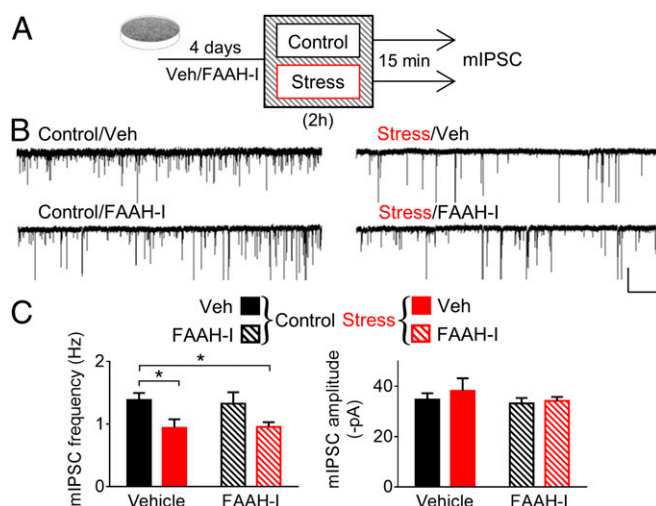 A
4 days
Veh/FAAH-I
Control
Stress
(2h)
15 min
mIPSC
B
Control/Veh
Stress/Veh
Control/FAAH-I
Stress/FAAH-I
C
Veh
FAAH-I
Control
Stress
Veh
FAAH-I
mIPSC frequency (Hz)
2
1
0
*
*
Vehicle
FAAH-I
mIPSC amplitude
(-pA)
40
20
0
Vehicle
FAAH-I